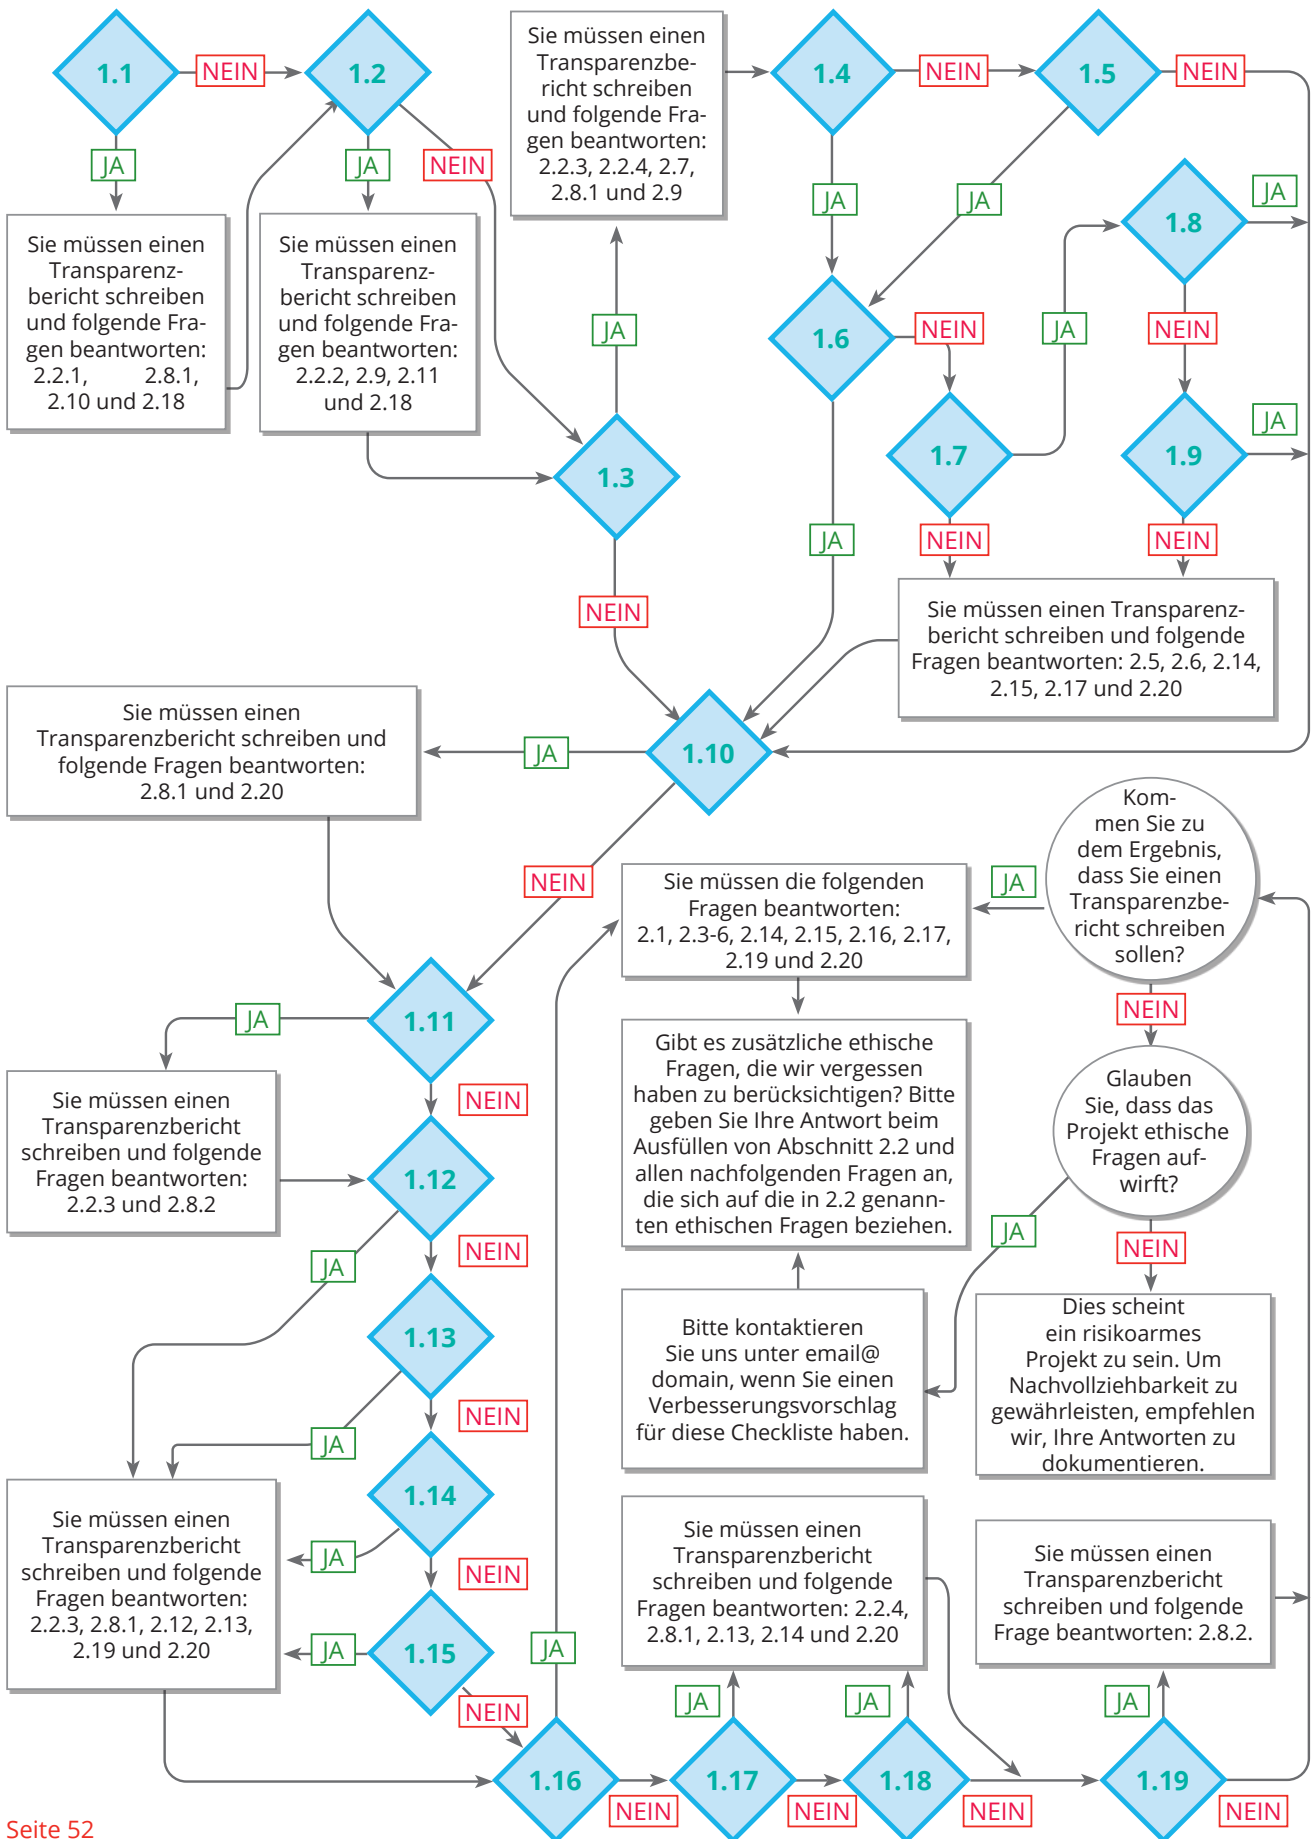 1.1
NEIN
1.2
JA
JA
NEIN
Sie müssen einen
Transparenz-
bericht schreiben
und folgende Fra-
gen beantworten:
2.2.1, 2.8.1,
2.10 und 2.18
Sie müssen einen
Transparenz-
bericht schreiben
und folgende Fra-
gen beantworten:
2.2.2, 2.9, 2.11
und 2.18
Sie müssen einen
Transparenzbe-
richt schreiben
und folgende Fra-
gen beantworten:
2.2.3, 2.2.4, 2.7,
2.8.1 und 2.9
JA
1.3
NEIN
1.4
NEIN
1.5
NEIN
JA
JA
1.6
NEIN
JA
1.7
JA
NEIN
1.8
JA
NEIN
1.9
JA
NEIN
Sie müssen einen Transparenz-
bericht schreiben und folgende
Fragen beantworten: 2.5, 2.6, 2.14,
2.15, 2.17 und 2.20
1.10
JA
NEIN
Sie müssen einen
Transparenzbericht schreiben und
folgende Fragen beantworten:
2.8.1 und 2.20
1.11
JA
NEIN
Sie müssen einen
Transparenzbericht
schreiben und folgende
Fragen beantworten:
2.2.3 und 2.8.2
1.12
JA
NEIN
1.13
JA
NEIN
1.14
JA
NEIN
1.15
JA
NEIN
Sie müssen einen
Transparenzbericht
schreiben und folgende
Fragen beantworten:
2.2.3, 2.8.1, 2.12, 2.13,
2.19 und 2.20
1.16
JA
NEIN
1.17
JA
NEIN
1.18
JA
NEIN
1.19
JA
NEIN
Sie müssen einen
Transparenzbericht
schreiben und folgende
Fragen beantworten: 2.2.4,
2.8.1, 2.13, 2.14 und 2.20
Sie müssen einen
Transparenzbericht
schreiben und folgende
Frage beantworten: 2.8.2.
Kom-
men Sie zu
dem Ergebnis,
dass Sie einen
Transparenzbe-
richt schreiben
sollen?
JA
NEIN
Sie müssen die folgenden
Fragen beantworten:
2.1, 2.3-6, 2.14, 2.15, 2.16, 2.17,
2.19 und 2.20
Gibt es zusätzliche ethische
Fragen, die wir vergessen
haben zu berücksichtigen? Bitte
geben Sie Ihre Antwort beim
Ausfüllen von Abschnitt 2.2 und
allen nachfolgenden Fragen an,
die sich auf die in 2.2 genann-
ten ethischen Fragen beziehen.
Glauben
Sie, dass das
Projekt ethische
Fragen auf-
wirft?
JA
NEIN
Bitte kontaktieren
Sie uns unter email@
domain, wenn Sie einen
Verbesserungsvorschlag
für diese Checkliste haben.
Dies scheint
ein risikoarmes
Projekt zu sein. Um
Nachvollziehbarkeit zu
gewährleisten, empfehlen
wir, Ihre Antworten zu
dokumentieren.
Seite 52